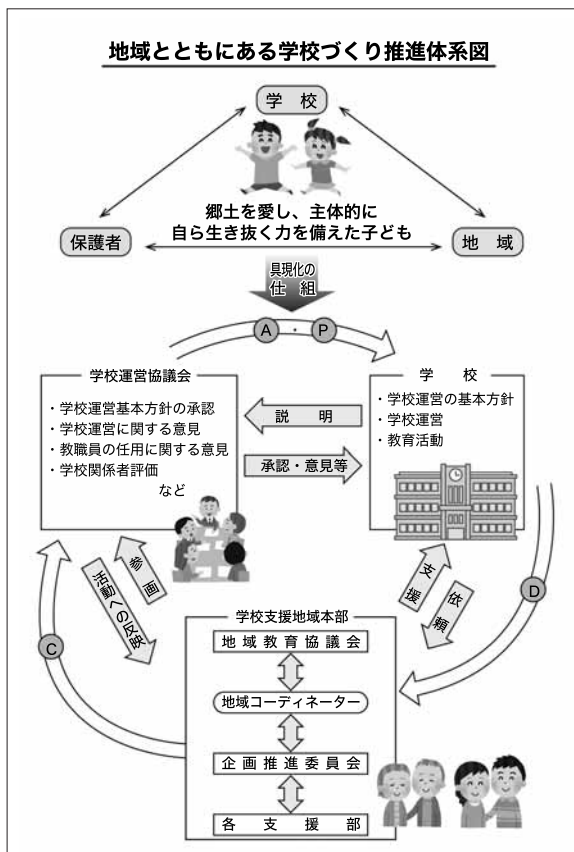 地域とともにある学校づくり推進体系図
学　校
郷土を愛し、主体的に
自ら生き抜く力を備えた子ども
保護者
地　域
具現化の
仕　組
A
・
P
学校運営協議会
・学校運営基本方針の承認
・学校運営に関する意見
・教職員の任用に関する意見
・学校関係者評価
など
学　校
・学校運営の基本方針
・学校運営
・教育活動
説　明
承認・意見等
参画
活動への反映
支援
依頼
C
D
学校支援地域本部
地域教育協議会
地域コーディネーター
企画推進委員会
各支援部